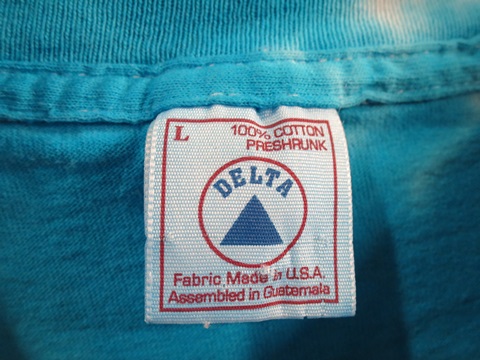 L
100% COTTON
PRESHRUNK
DELTA
Fabric Made in U.S.A.
Assembled in Guatemala